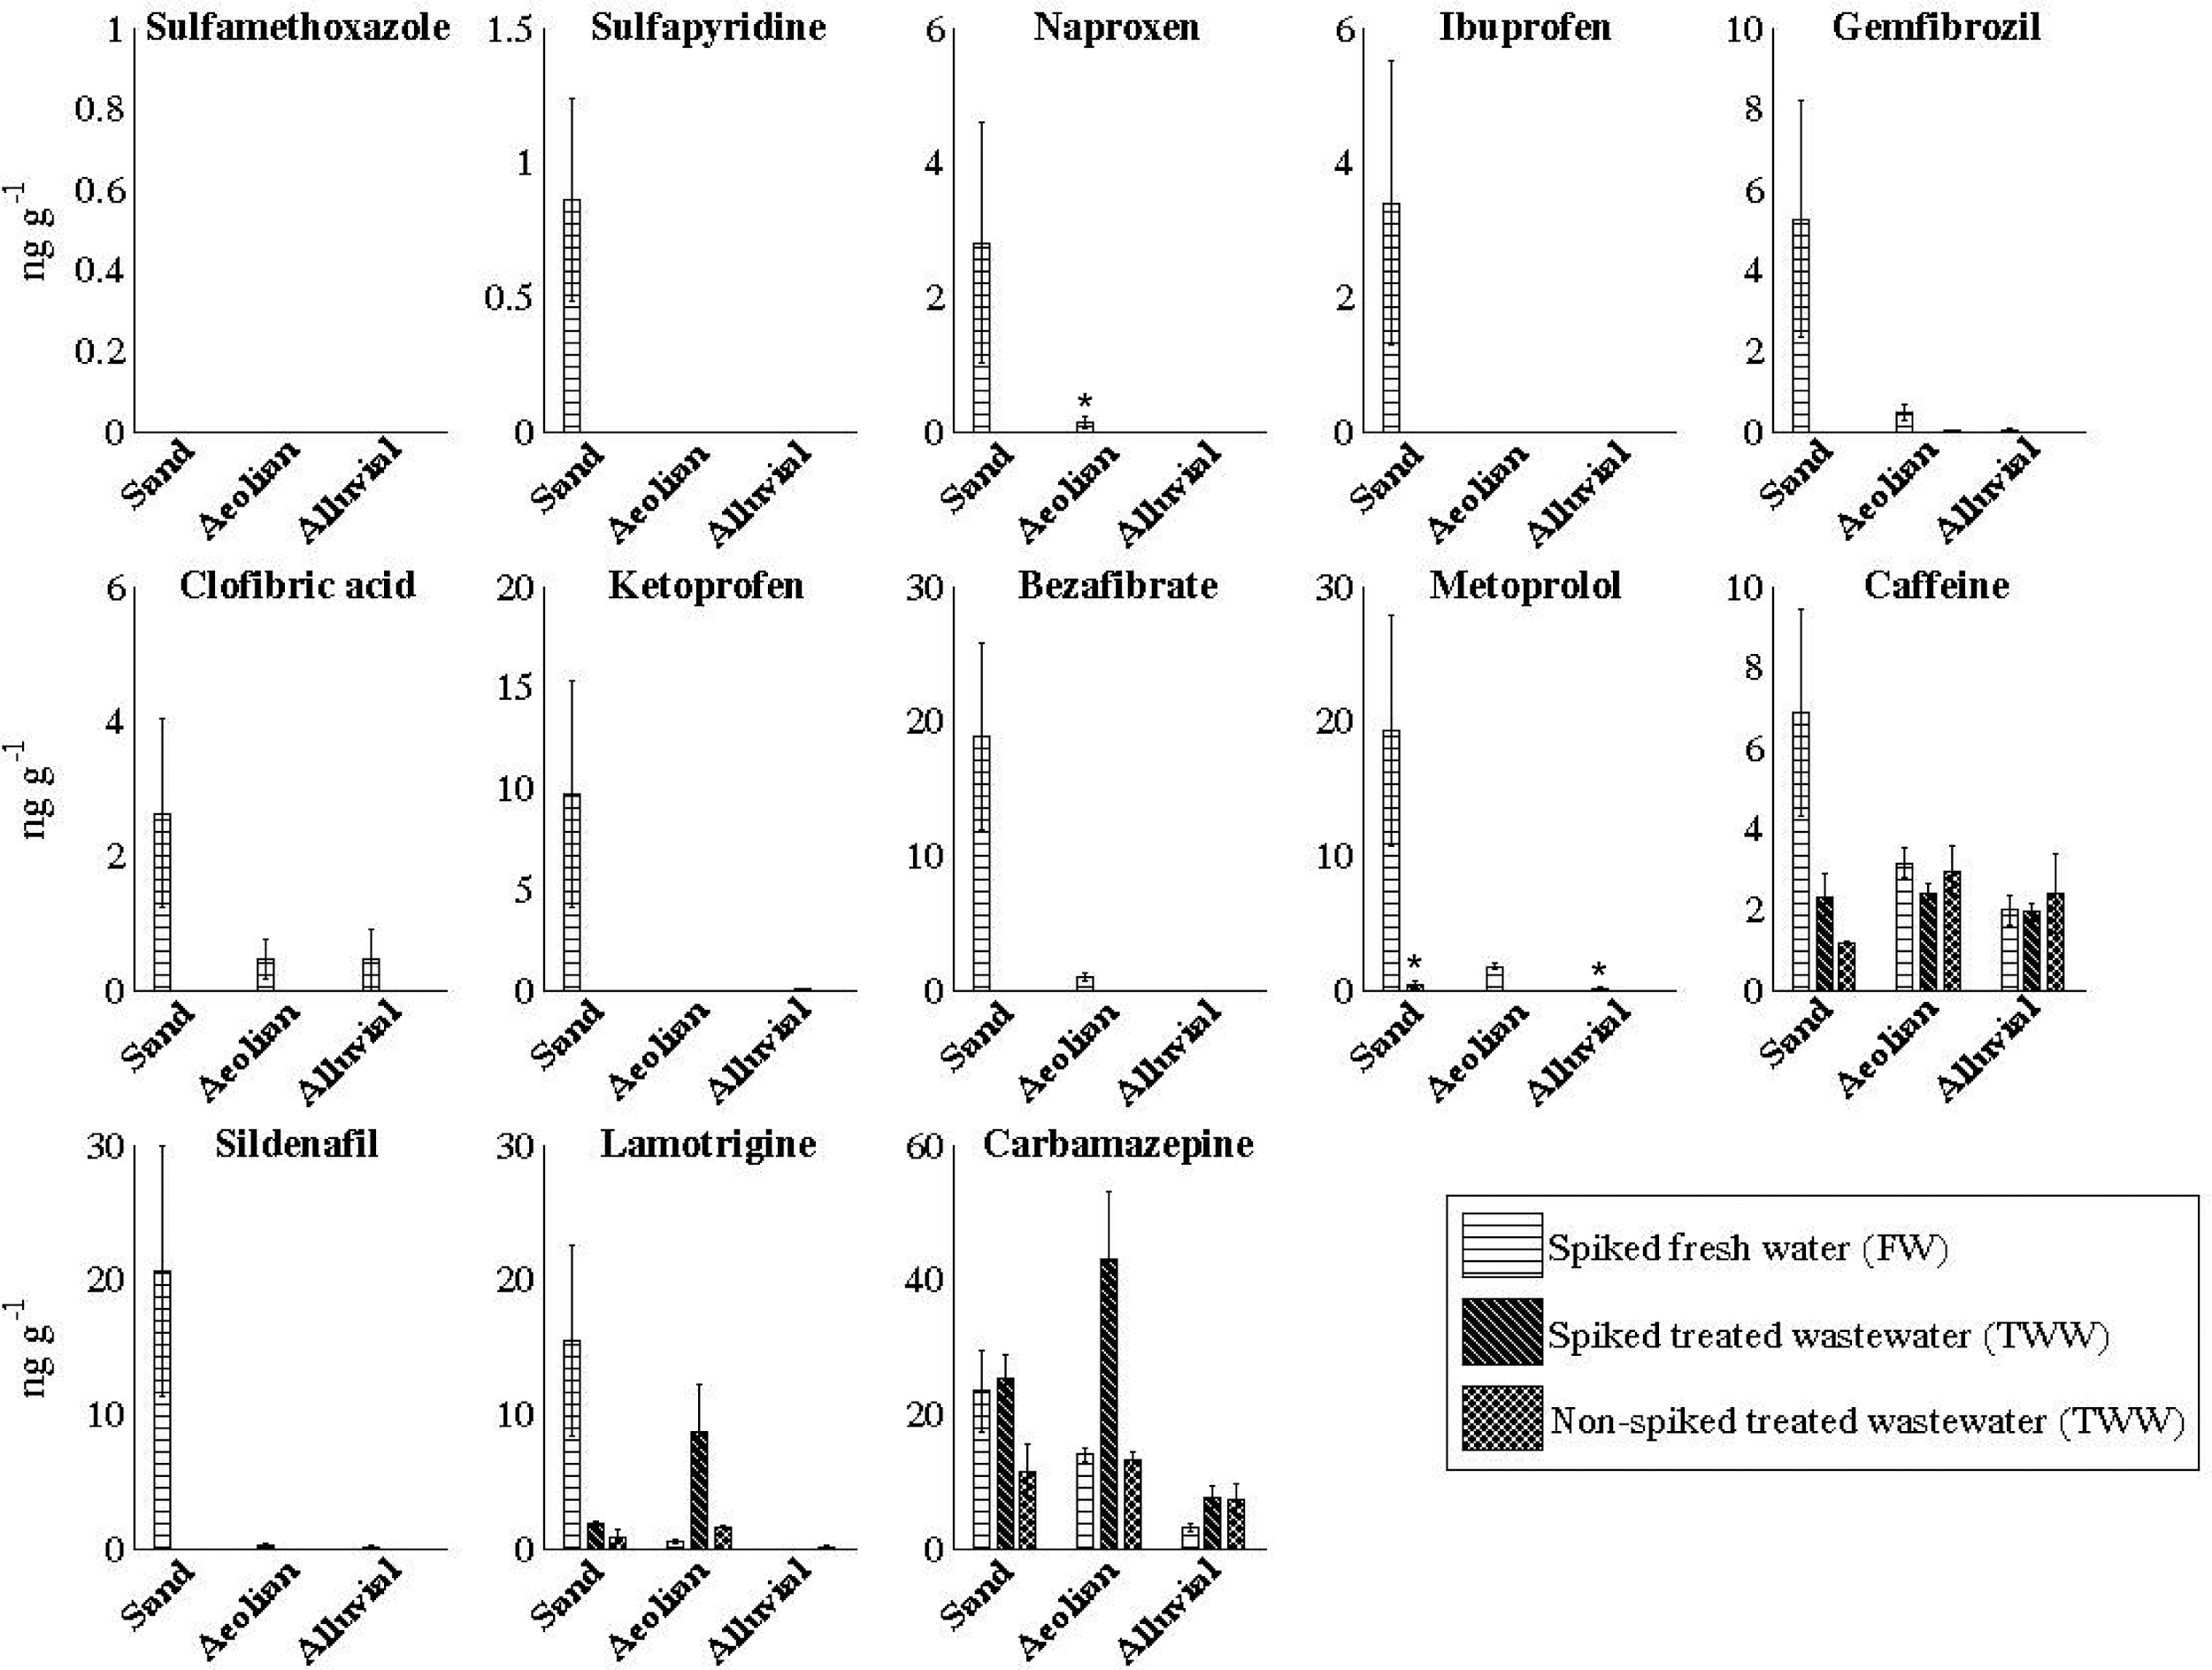 Sulfamethoxazole
1
0.8
0.6
0.4
0.2
0
ng g-1
Sand
Aeolian
Alluvial
Sulfapyridine
1.5
1
0.5
0
Sand
Aeolian
Alluvial
Naproxen
6
4
2
0
*
Sand
Aeolian
Alluvial
Ibuprofen
6
4
2
0
Sand
Aeolian
Alluvial
Gemfibrozil
10
8
6
4
2
0
Sand
Aeolian
Alluvial
Clofibric acid
6
4
2
0
ng g-1
Sand
Aeolian
Alluvial
Ketoprofen
20
15
10
5
0
Sand
Aeolian
Alluvial
Bezafibrate
30
20
10
0
Sand
Aeolian
Alluvial
Metoprolol
30
20
10
0
*
*
Sand
Aeolian
Alluvial
Caffeine
10
8
6
4
2
0
Sand
Aeolian
Alluvial
Sildenafil
30
20
10
0
ng g-1
Sand
Aeolian
Alluvial
Lamotrigine
30
20
10
0
Sand
Aeolian
Alluvial
Carbamazepine
60
40
20
0
Sand
Aeolian
Alluvial
Spiked fresh water (FW)
Spiked treated wastewater (TWW)
Non-spiked treated wastewater (TWW)